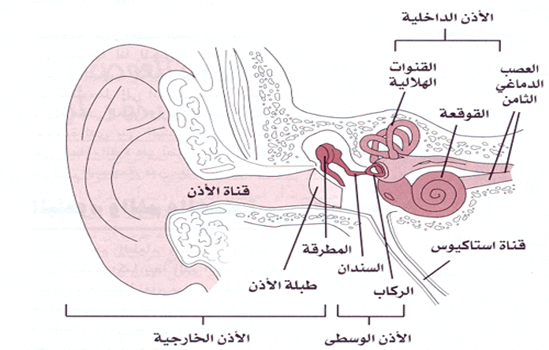 الأذن الداخلية
العصب
الدماغي
الثامن
القنوات
الهلالية
القوقعة
قناة الأذن
قناة استاكيوس
المطرقة
السندان
طبلة الأذن
الركاب
الأذن الوسطى
الأذن الخارجية